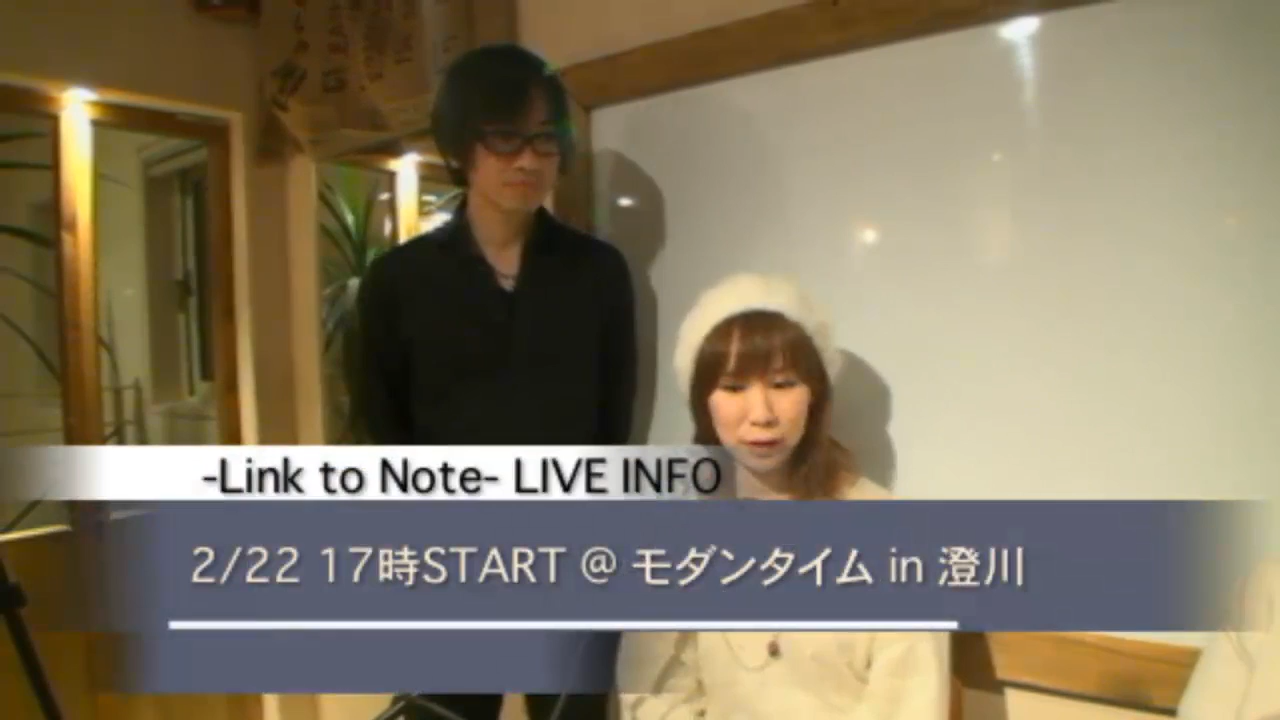 -Link to Note- LIVE INFO
2/22 17時START @ モダンタイム in 澄川